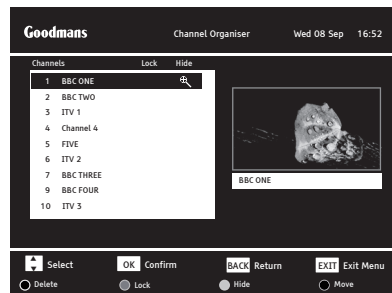 Goodmans Channel Organiser Wed 08 Sep 16:52
Channels Lock Hide
1 BBC ONE
2 BBC TWO
3 ITV 1
4 Channel 4
5 FIVE
6 ITV 2
7 BBC THREE
9 BBC FOUR
10 ITV 3
BBC ONE
Select OK Confirm BACK Return EXIT Exit Menu
Delete Lock Hide Move